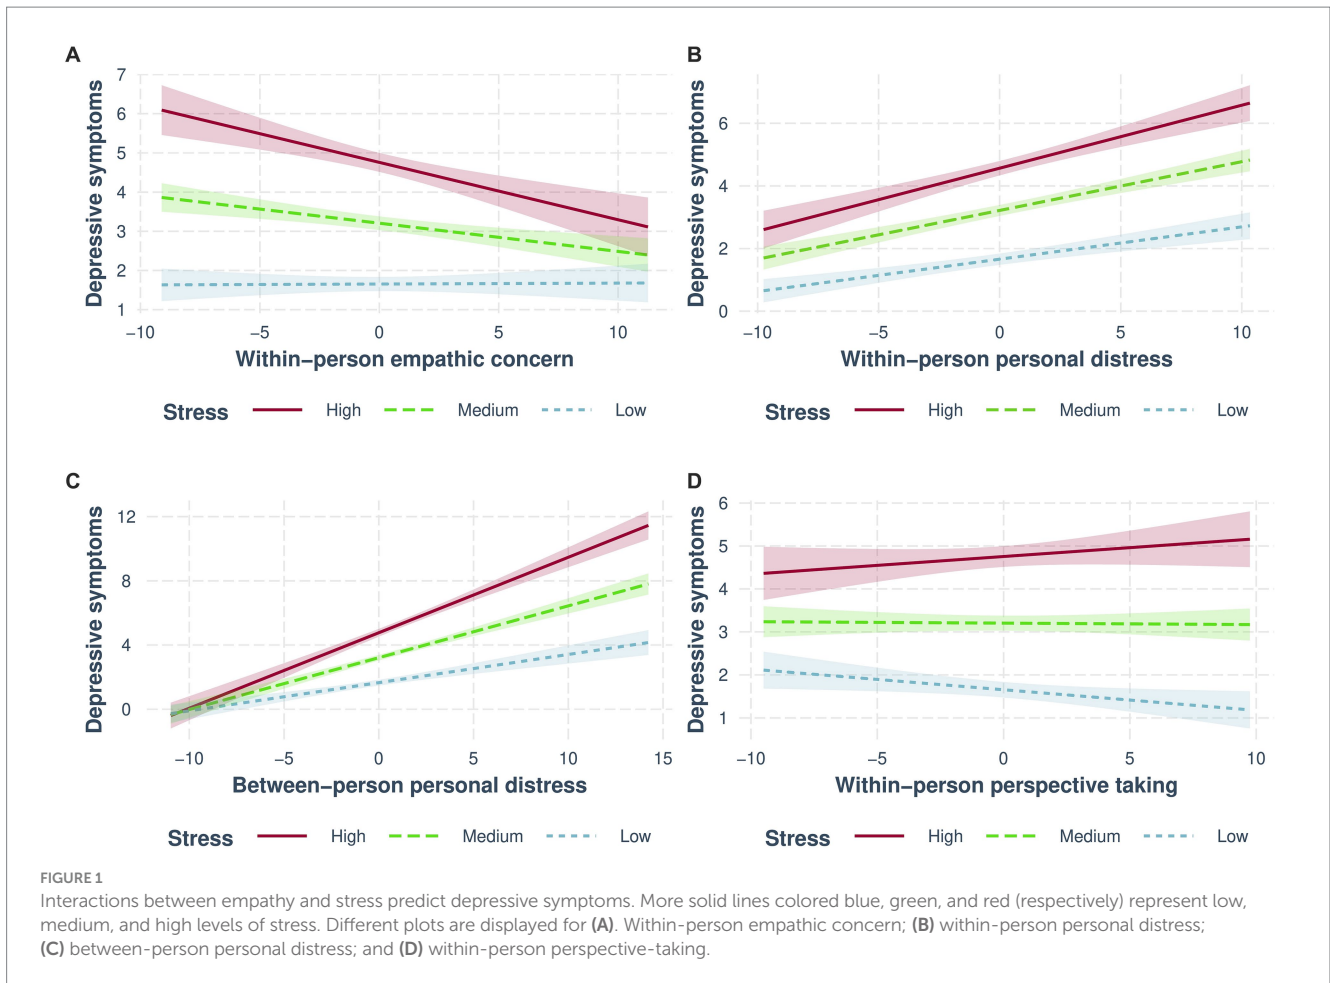 A
7
6
5
4
3
2
1
Depressive symptoms
−10 −5 0 5 10
Within−person empathic concern
Stress High Medium Low
B
6
4
2
0
Depressive symptoms
−10 −5 0 5 10
Within−person personal distress
Stress High Medium Low
C
12
8
4
0
Depressive symptoms
−10 −5 0 5 10 15
Between−person personal distress
Stress High Medium Low
D
6
5
4
3
2
1
Depressive symptoms
−10 −5 0 5 10
Within−person perspective taking
Stress High Medium Low
FIGURE 1
Interactions between empathy and stress predict depressive symptoms. More solid lines colored blue, green, and red (respectively) represent low,
medium, and high levels of stress. Different plots are displayed for (A). Within-person empathic concern; (B) within-person personal distress;
(C) between-person personal distress; and (D) within-person perspective-taking.